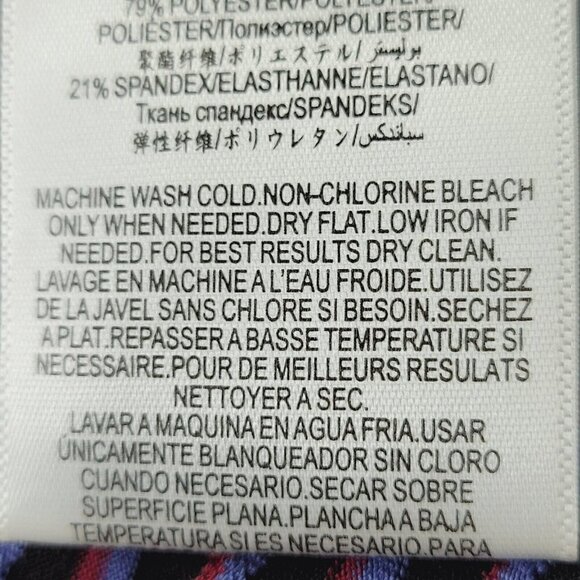 79% POLYESTER/POLYESTER/
POLIÉSTER/Полиэстер/POLIESTER/
聚酯纤维/ポリエステル/بوليستر/
21% SPANDEX/ELASTHANNE/ELASTANO/
Ткань спандекс/SPANDEKS/
弹性纤维/ポリウレタン/سباندكس
MACHINE WASH COLD.NON-CHLORINE BLEACH
ONLY WHEN NEEDED.DRY FLAT.LOW IRON IF
NEEDED.FOR BEST RESULTS DRY CLEAN.
LAVAGE EN MACHINE A L'EAU FROIDE.UTILISEZ
DE LA JAVEL SANS CHLORE SI BESOIN.SECHEZ
A PLAT.REPASSER A BASSE TEMPERATURE SI
NECESSAIRE.POUR DE MEILLEURS RESULATS
NETTOYER A SEC.
LAVAR A MAQUINA EN AGUA FRIA.USAR
ÚNICAMENTE BLANQUEADOR SIN CLORO
CUANDO NECESARIO.SECAR SOBRE
SUPERFICIE PLANA.PLANCHA A BAJA
TEMPERATURA SI ES NECESARIO.PARA